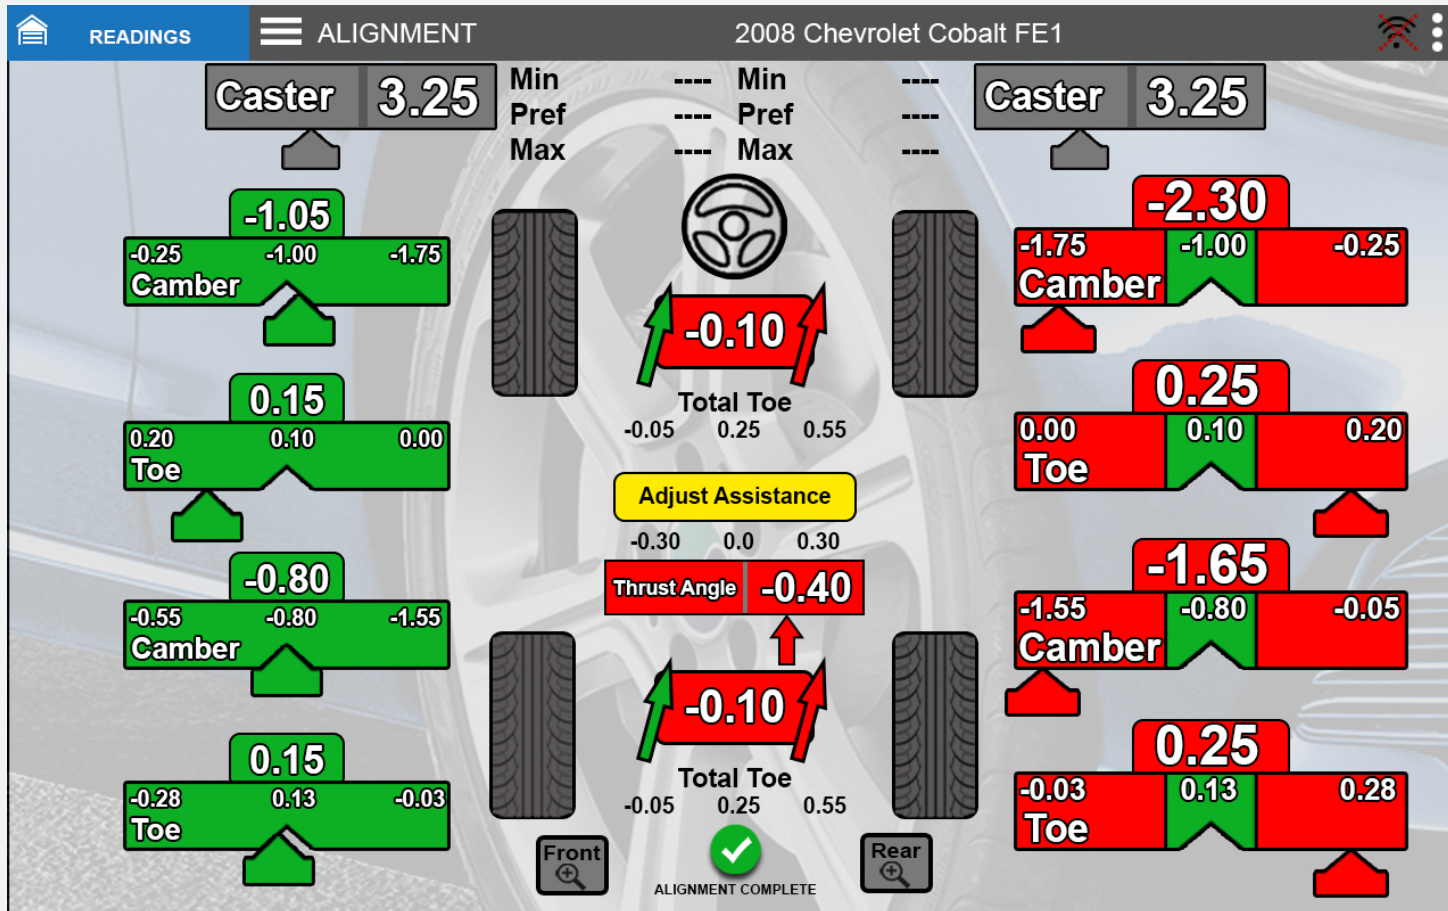 READINGS
ALIGNMENT
2008 Chevrolet Cobalt FE1
Caster 3.25
Min ---- Min ----
Pref ---- Pref ----
Max ---- Max ----
Caster 3.25
-1.05
-0.25 -1.00 -1.75
Camber
-2.30
-1.75 -1.00 -0.25
Camber
-0.10
Total Toe
-0.05 0.25 0.55
0.15
0.20 0.10 0.00
Toe
0.25
0.00 0.10 0.20
Toe
Adjust Assistance
-0.30 0.0 0.30
Thrust Angle -0.40
-0.80
-0.55 -0.80 -1.55
Camber
-1.65
-1.55 -0.80 -0.05
Camber
-0.10
Total Toe
-0.05 0.25 0.55
0.15
-0.28 0.13 -0.03
Toe
0.25
-0.03 0.13 0.28
Toe
Front
Rear
ALIGNMENT COMPLETE